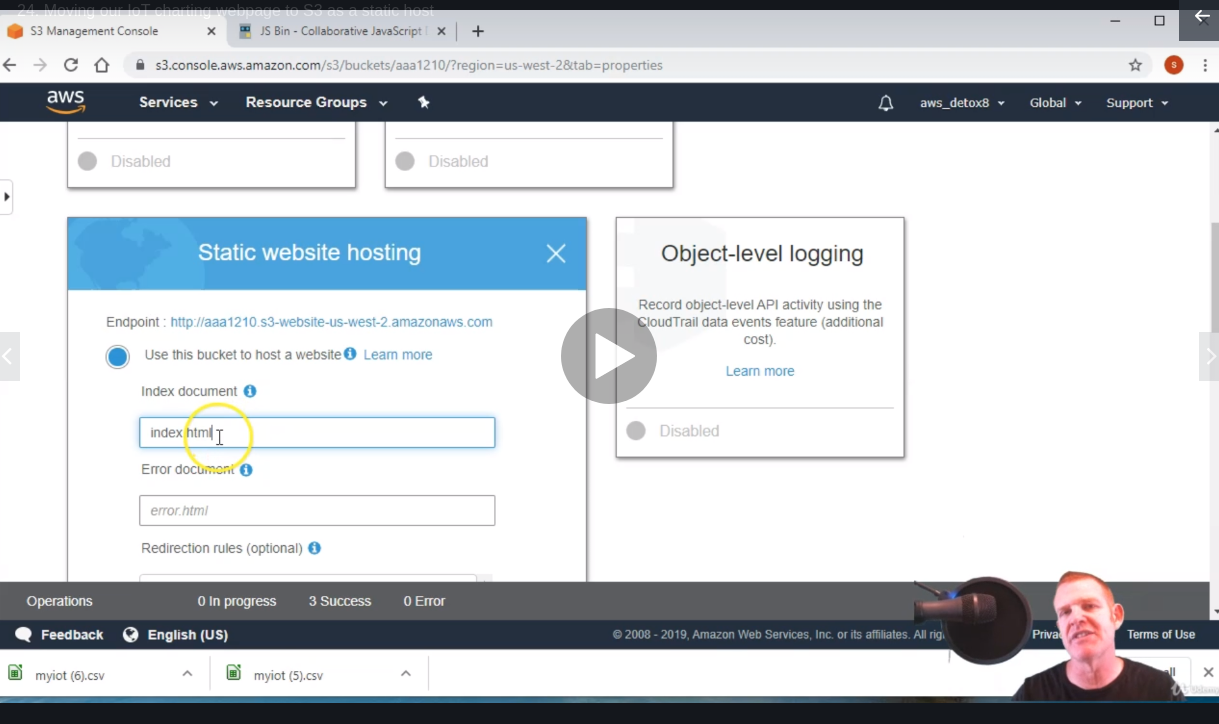 24. Moving our IoT charting webpage to S3 as a static host
S3 Management Console
JS Bin - Collaborative JavaScript
s3.console.aws.amazon.com/s3/buckets/aaa1210/?region=us-west-2&tab=properties
S
aws
Services
Resource Groups
aws_detox8
Global
Support
Disabled
Disabled
Static website hosting
Endpoint : http://aaa1210.s3-website-us-west-2.amazonaws.com
Use this bucket to host a website
Learn more
Index document
index.html
Error document
error.html
Redirection rules (optional)
Object-level logging
Record object-level API activity using the
CloudTrail data events feature (additional
cost).
Learn more
Disabled
Operations
0 In progress
3 Success
0 Error
Feedback
English (US)
© 2008 - 2019, Amazon Web Services, Inc. or its affiliates. All
Terms of Use
myiot (6).csv
myiot (5).csv
Udemy